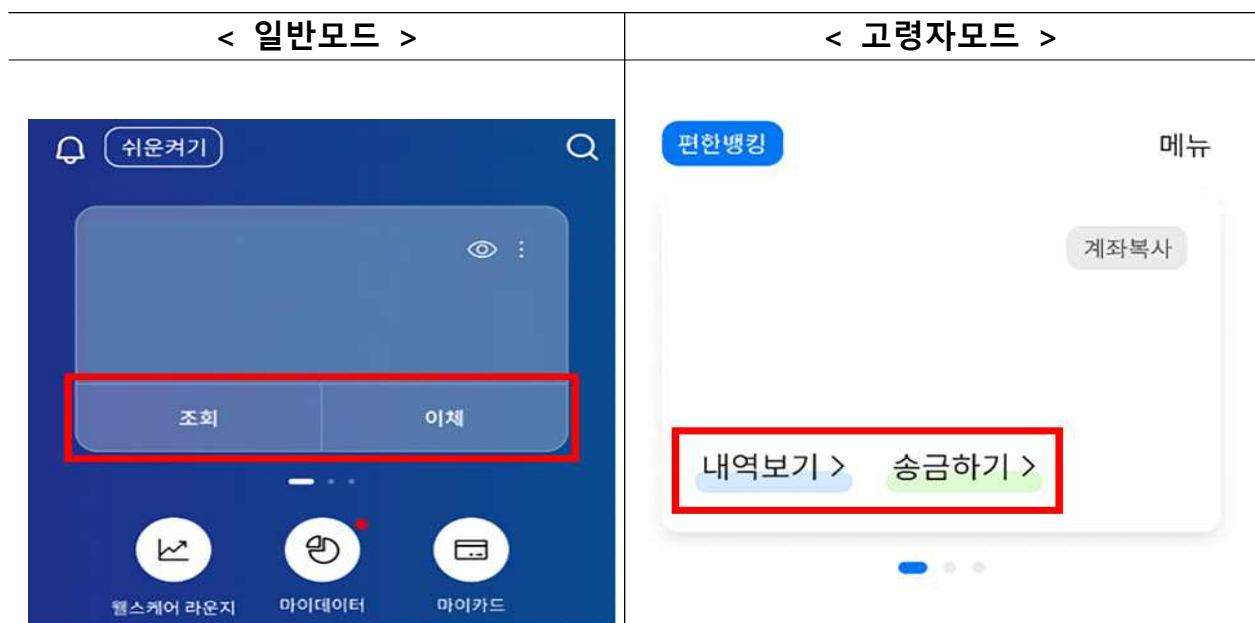 < 일반모드 >
< 고령자모드 >
쉬운켜기
조회
이체
웰스케어 라운지
마이데이터
마이카드
편한뱅킹
메뉴
계좌복사
내역보기 >
송금하기 >